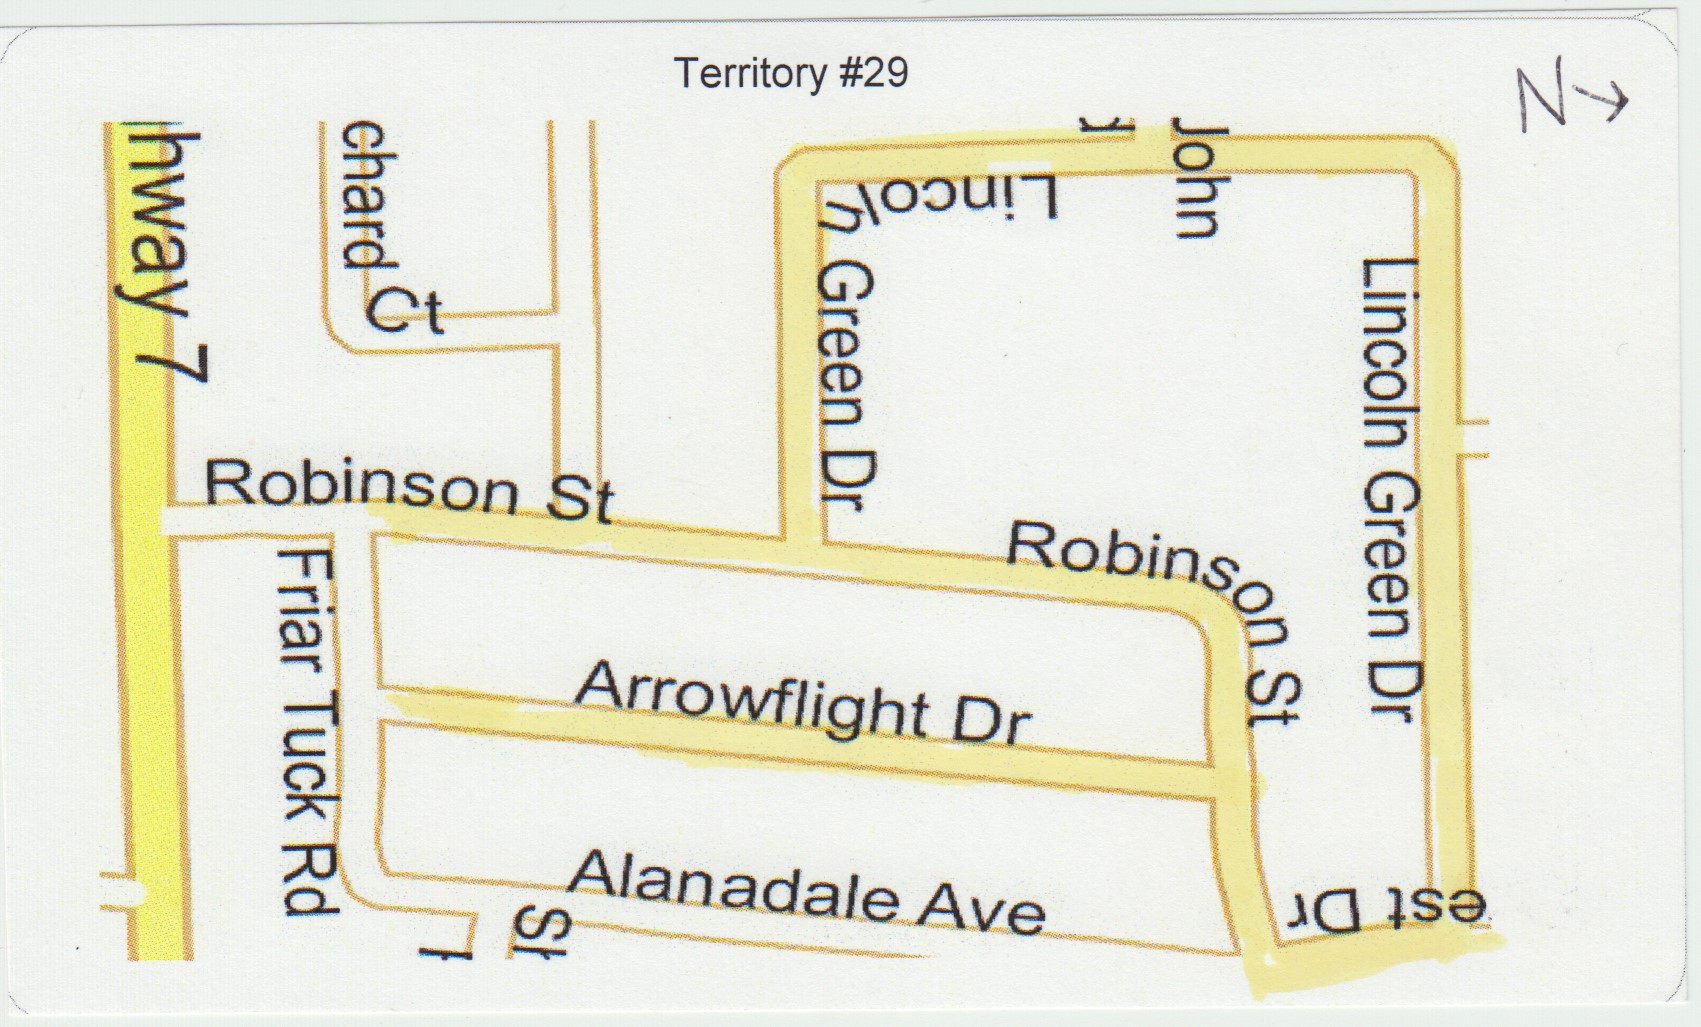 Territory #29
N
hway 7
chard Ct
Lincoln Green Dr
John
Lincoln Green Dr
Robinson St
Robinson St
Friar Tuck Rd
Arrowflight Dr
Alanadale Ave
St
est Dr